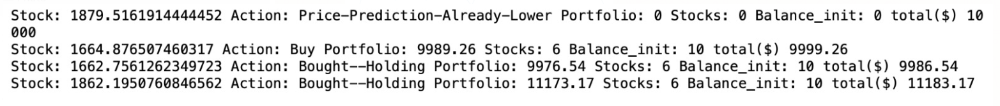 Stock: 1879.5161914444452 Action: Price-Prediction-Already-Lower Portfolio: 0 Stocks: 0 Balance_init: 0 total($) 10
000
Stock: 1664.876507460317 Action: Buy Portfolio: 9989.26 Stocks: 6 Balance_init: 10 total($) 9999.26
Stock: 1662.7561262349723 Action: Bought--Holding Portfolio: 9976.54 Stocks: 6 Balance_init: 10 total($) 9986.54
Stock: 1862.1950760846562 Action: Bought--Holding Portfolio: 11173.17 Stocks: 6 Balance_init: 10 total($) 11183.17